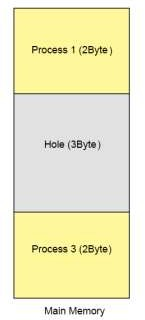 Process 1 (2Byte)
Hole (3Byte)
Process 3 (2Byte)
Main Memory